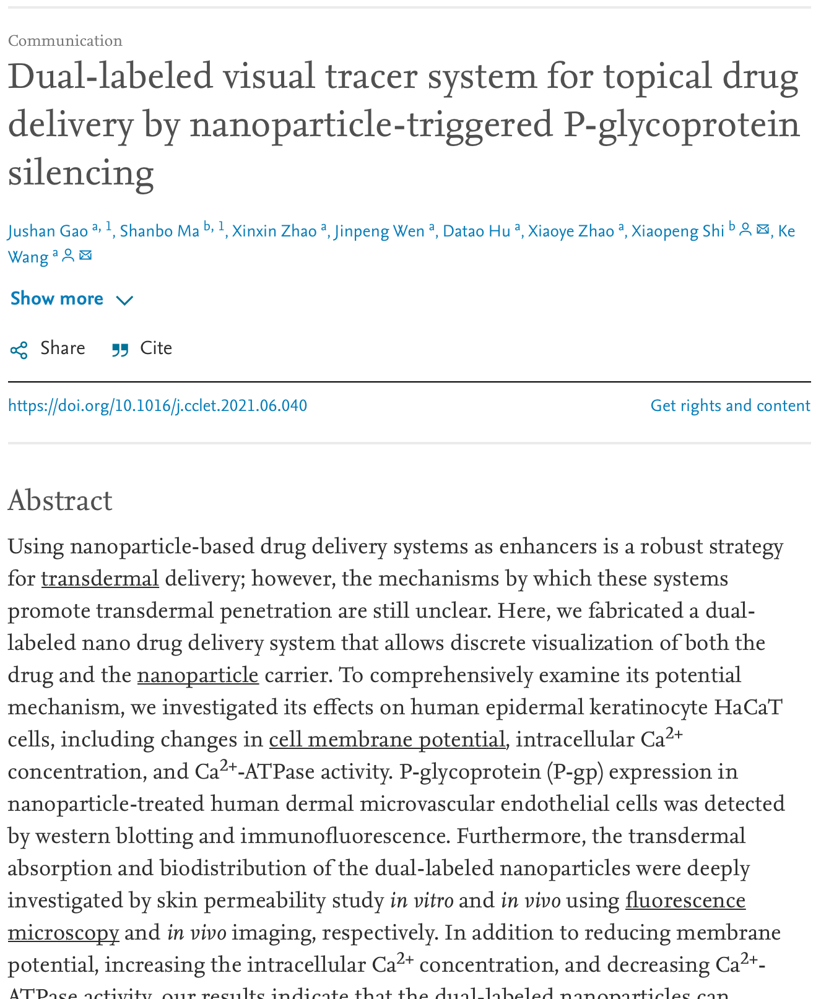 Communication
Dual-labeled visual tracer system for topical drug
delivery by nanoparticle-triggered P-glycoprotein
silencing
Jushan Gao a, 1, Shanbo Ma b, 1, Xinxin Zhao a, Jinpeng Wen a, Datao Hu a, Xiaoye Zhao a, Xiaopeng Shi b, Ke
Wang a
Show more
Share Cite
https://doi.org/10.1016/j.cclet.2021.06.040 Get rights and content
Abstract
Using nanoparticle-based drug delivery systems as enhancers is a robust strategy
for transdermal delivery; however, the mechanisms by which these systems
promote transdermal penetration are still unclear. Here, we fabricated a dual-
labeled nano drug delivery system that allows discrete visualization of both the
drug and the nanoparticle carrier. To comprehensively examine its potential
mechanism, we investigated its effects on human epidermal keratinocyte HaCaT
cells, including changes in cell membrane potential, intracellular Ca2+
concentration, and Ca2+-ATPase activity. P-glycoprotein (P-gp) expression in
nanoparticle-treated human dermal microvascular endothelial cells was detected
by western blotting and immunofluorescence. Furthermore, the transdermal
absorption and biodistribution of the dual-labeled nanoparticles were deeply
investigated by skin permeability study in vitro and in vivo using fluorescence
microscopy and in vivo imaging, respectively. In addition to reducing membrane
potential, increasing the intracellular Ca2+ concentration, and decreasing Ca2+-
ATPase activity, our results indicate that the dual-labeled nanoparticles can